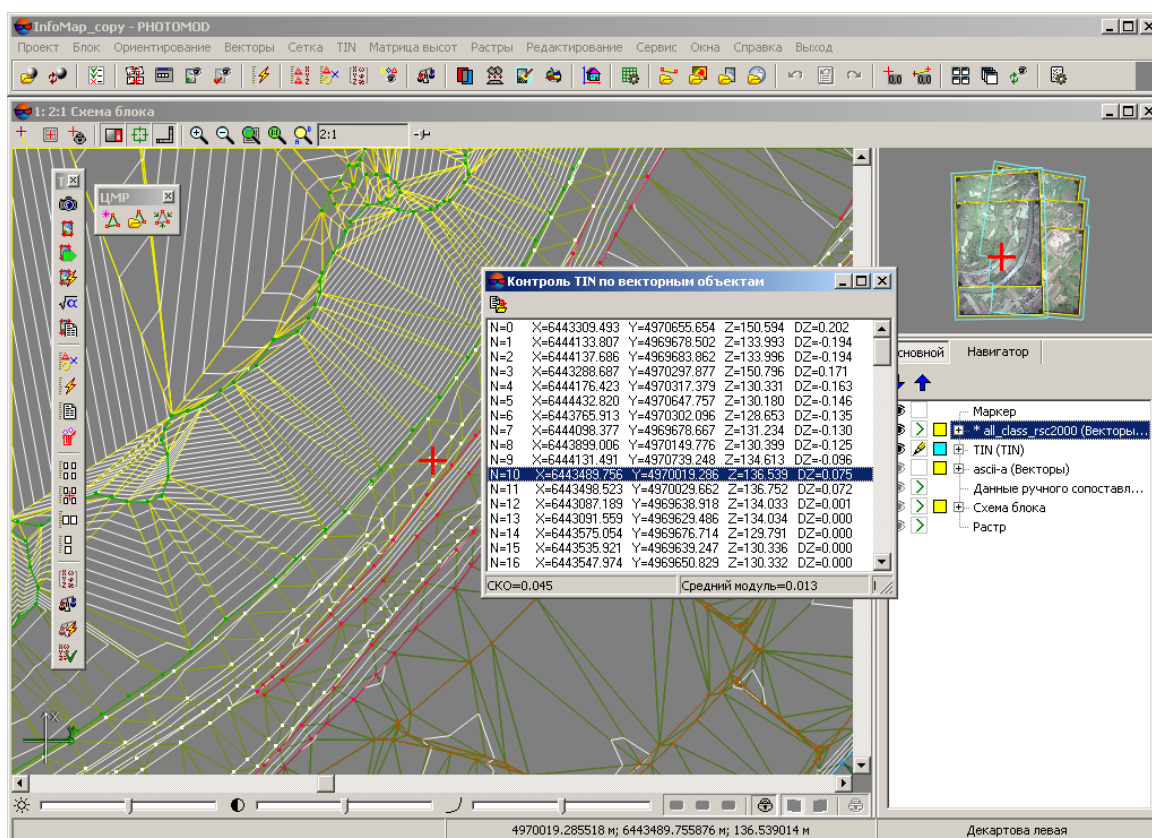 InfoMap_copy - PHOTOMOD
Проект Блок Ориентирование Векторы Сетка TIN Матрица высот Растры Редактирование Сервис Окна Справка Выход
1: 2:1 Схема блока
2:1
ЦМР
Контроль TIN по векторным объектам
N=0 X=6443309.493 Y=4970655.654 Z=150.594 DZ=0.202
N=1 X=6444133.807 Y=4969678.502 Z=133.993 DZ=-0.194
N=2 X=6444137.686 Y=4969683.862 Z=133.996 DZ=-0.194
N=3 X=6443288.687 Y=4970297.877 Z=150.796 DZ=0.171
N=4 X=6444176.423 Y=4970317.379 Z=130.331 DZ=-0.163
N=5 X=6444432.820 Y=4970647.757 Z=130.180 DZ=-0.146
N=6 X=6443765.913 Y=4970302.096 Z=128.653 DZ=-0.135
N=7 X=6444098.377 Y=4969678.667 Z=131.234 DZ=-0.130
N=8 X=6443899.006 Y=4970149.776 Z=130.399 DZ=-0.125
N=9 X=6444131.491 Y=4970739.248 Z=134.613 DZ=-0.096
N=10 X=6443489.756 Y=4970019.286 Z=136.539 DZ=0.075
N=11 X=6443498.523 Y=4970029.662 Z=136.752 DZ=0.072
N=12 X=6443087.189 Y=4969638.918 Z=134.033 DZ=0.001
N=13 X=6443091.559 Y=4969629.486 Z=134.034 DZ=0.000
N=14 X=6443575.054 Y=4969676.714 Z=129.791 DZ=0.000
N=15 X=6443535.921 Y=4969639.247 Z=130.336 DZ=0.000
N=16 X=6443547.974 Y=4969650.829 Z=130.332 DZ=0.000
СКО=0.045 Средний модуль=0.013
сновной Навигатор
Маркер
* all_class_rsc2000 (Векторы...
TIN (TIN)
ascii-a (Векторы)
Данные ручного сопоставл...
Схема блока
Растр
X
4970019.285518 м; 6443489.755876 м; 136.539014 м Декартова левая